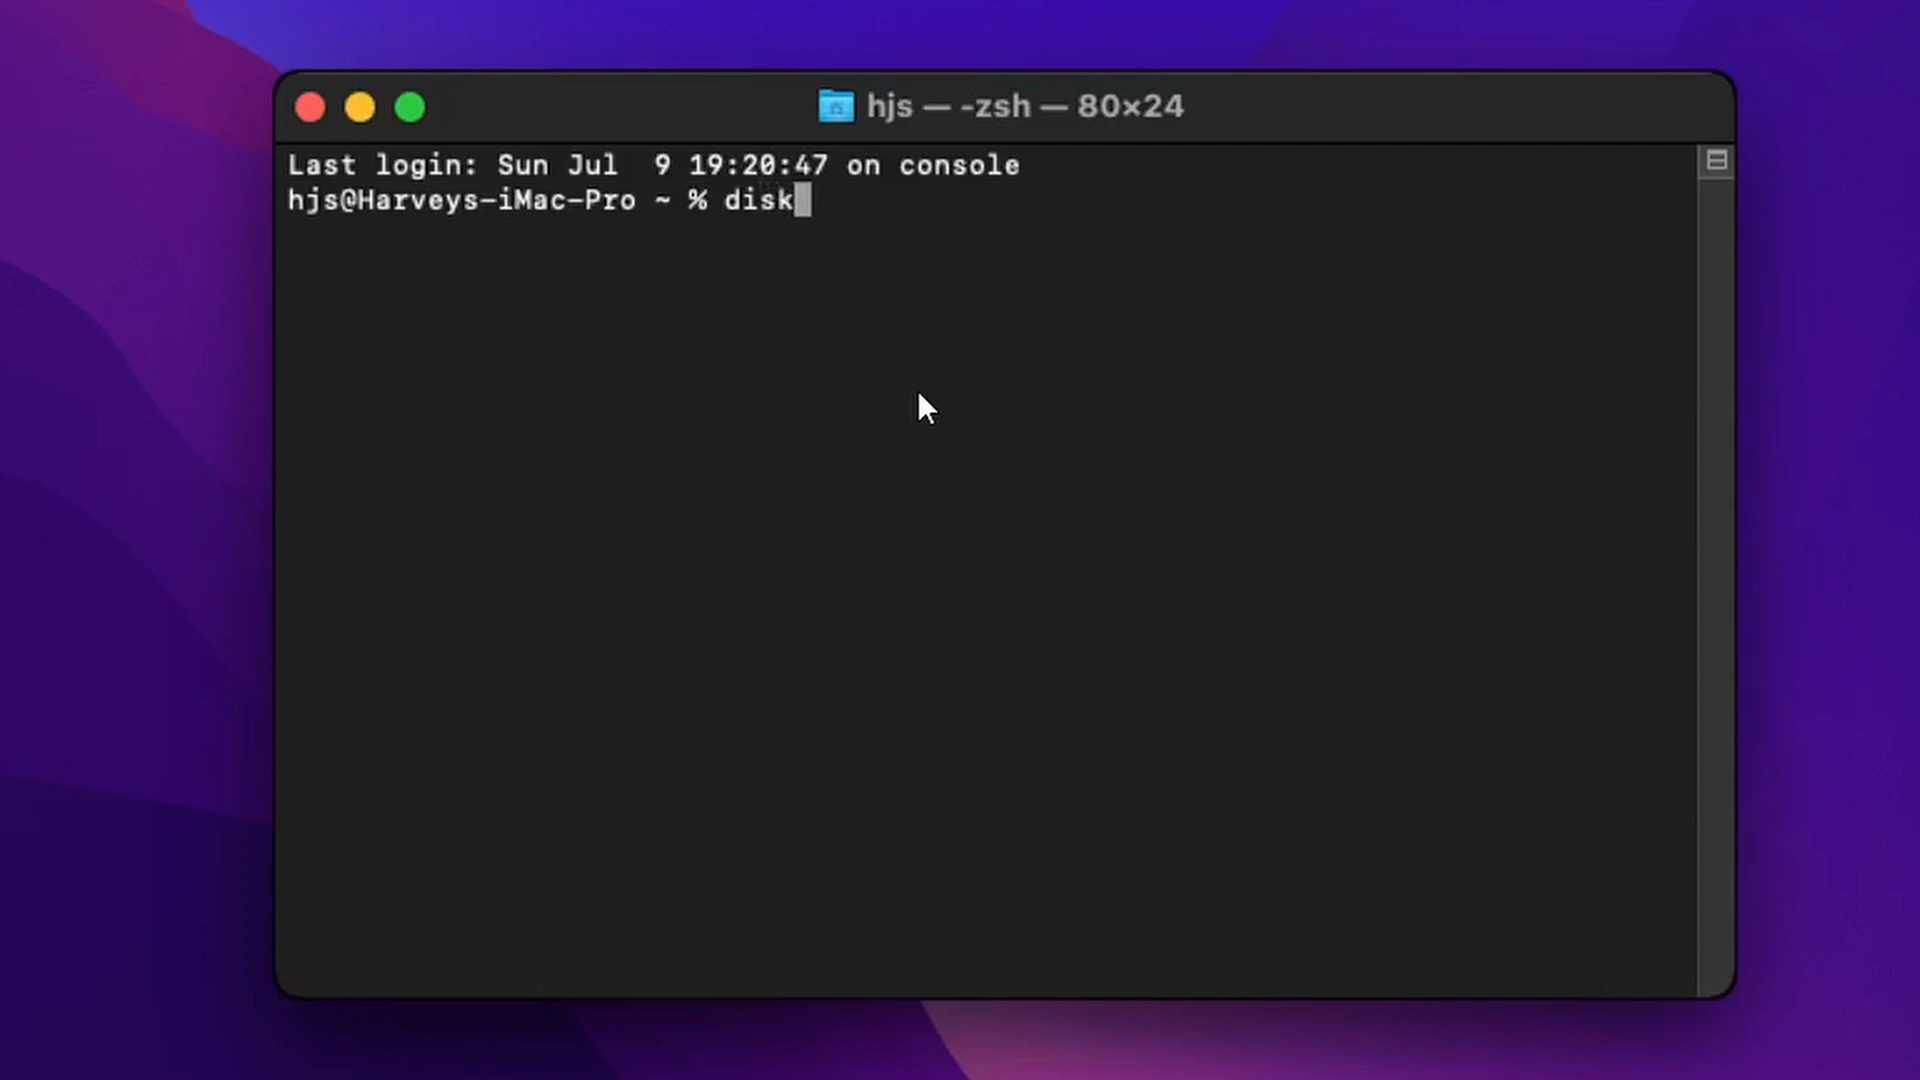 hjs — -zsh — 80×24
Last login: Sun Jul  9 19:20:47 on console
hjs@Harveys-iMac-Pro ~ % disk